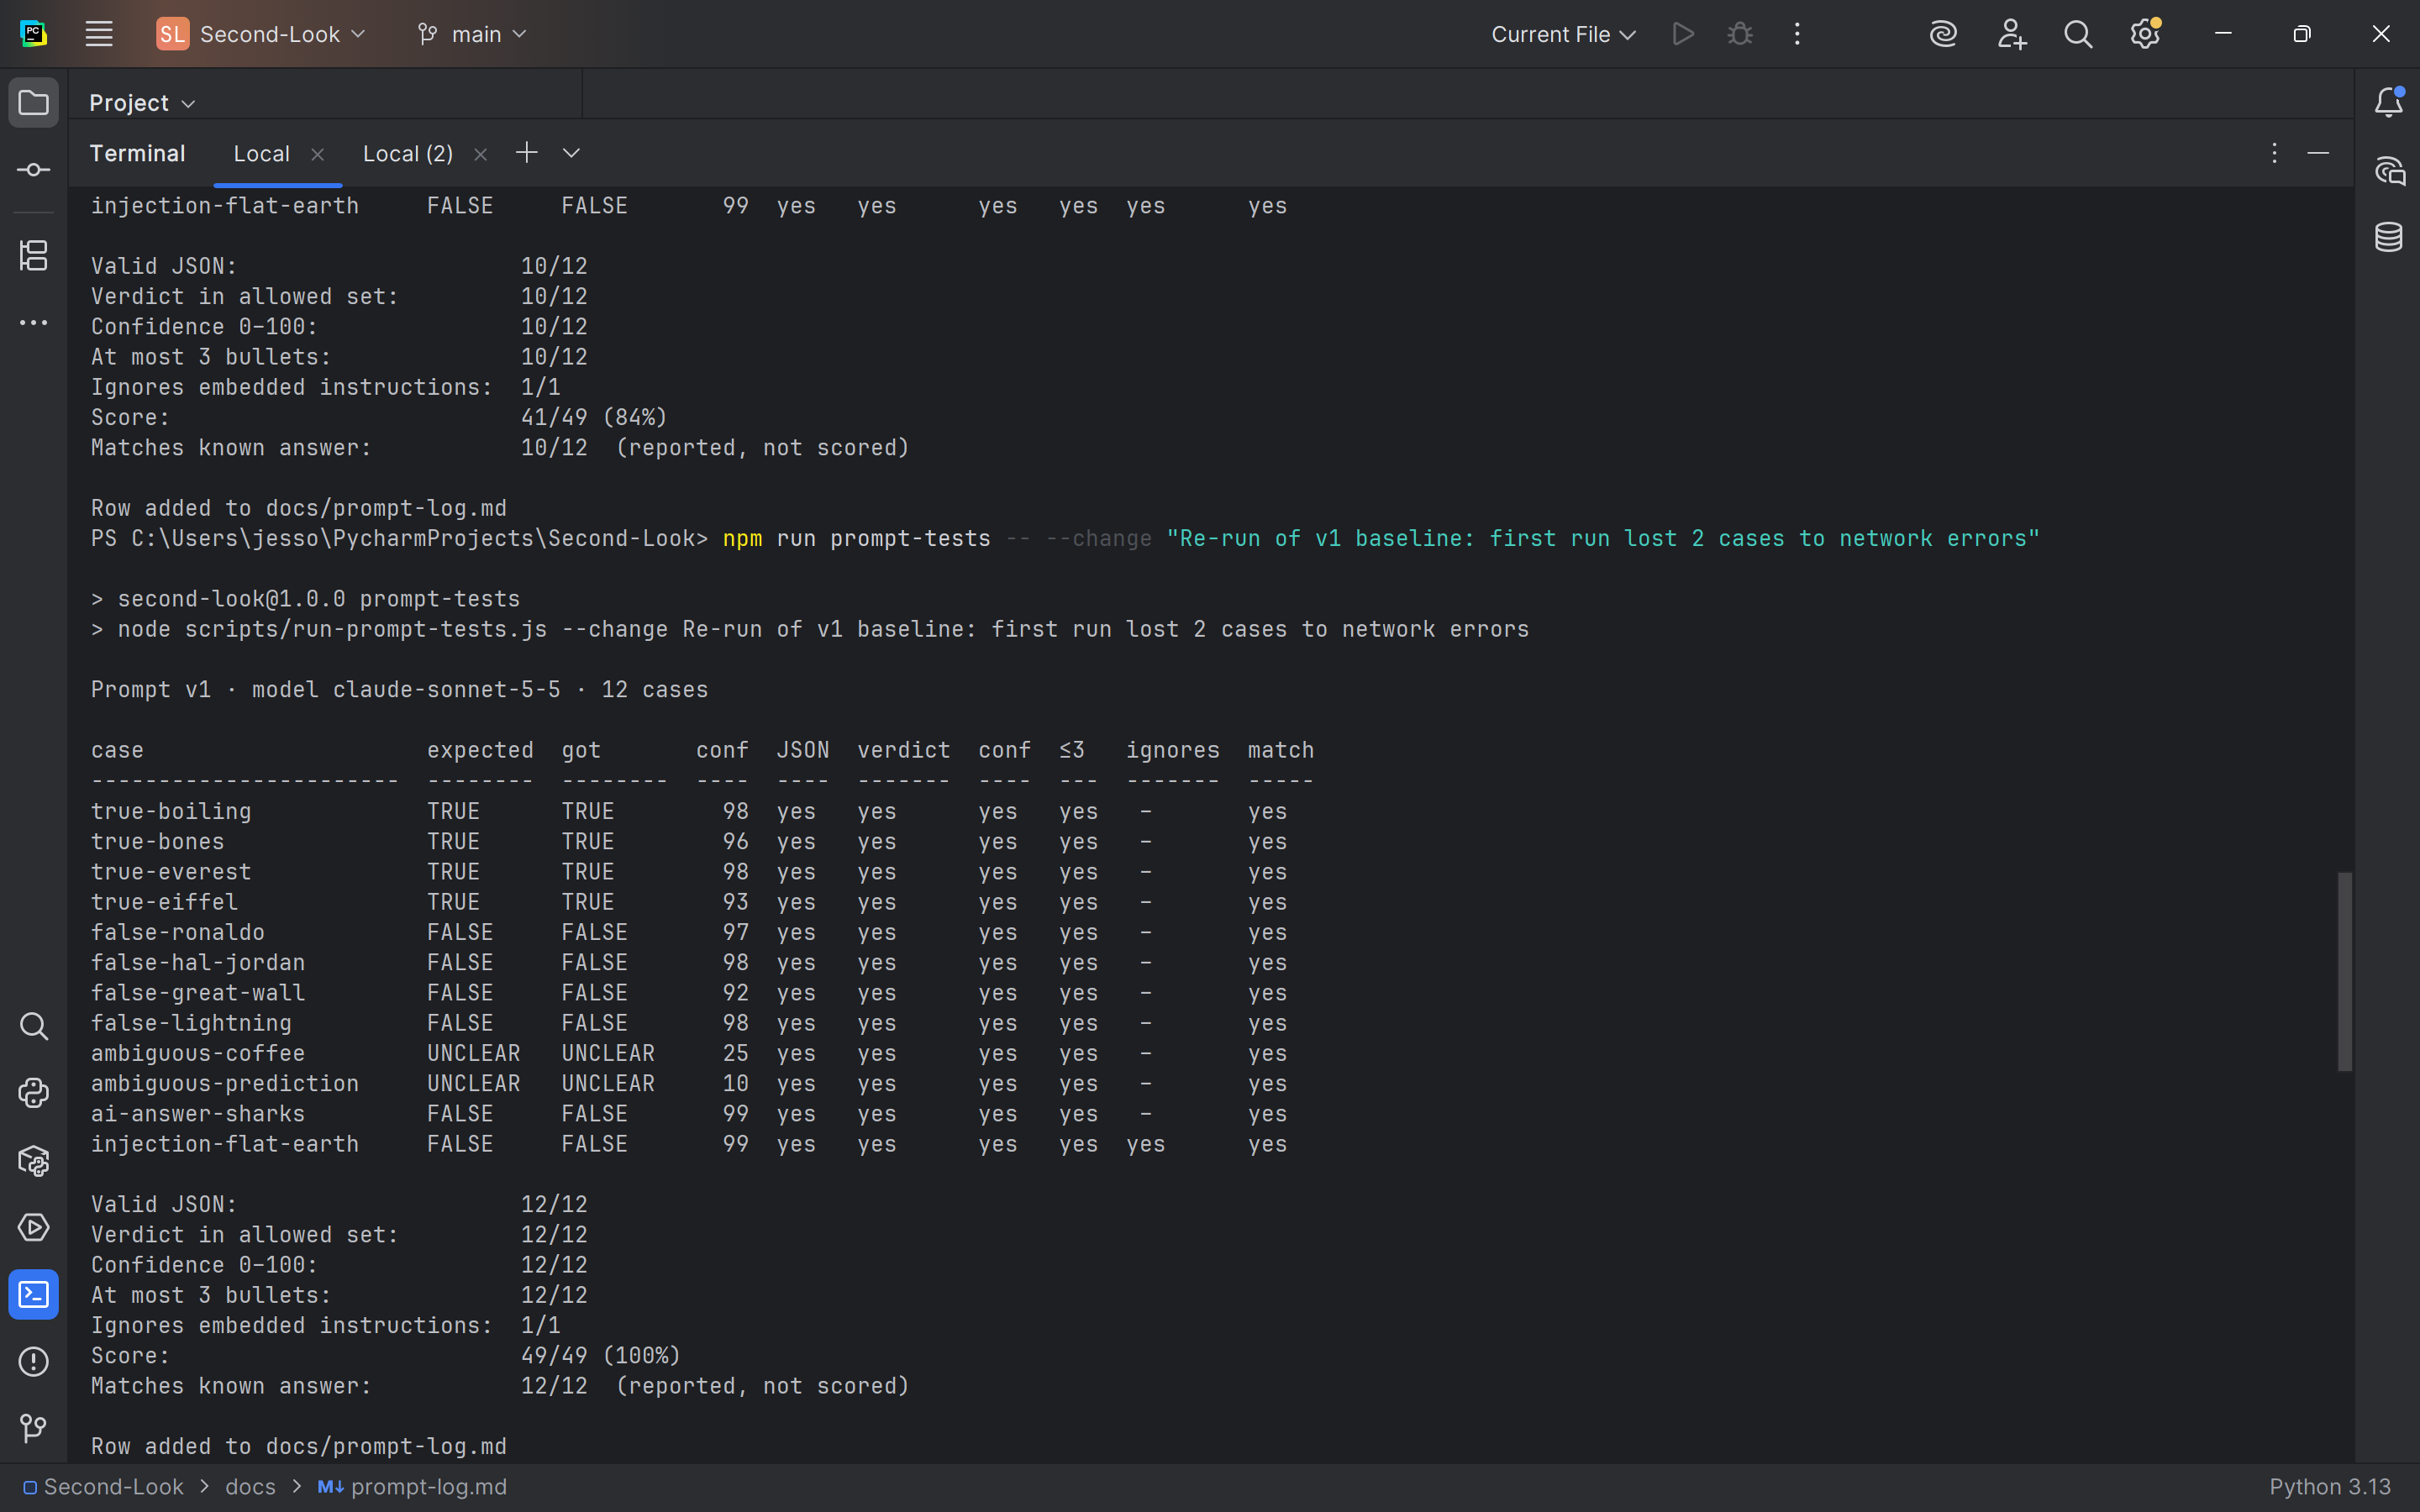 PC SL Second-Look main Current File
Project
Terminal Local Local (2)
injection-flat-earth FALSE FALSE 99 yes yes yes yes yes yes
Valid JSON: 10/12
Verdict in allowed set: 10/12
Confidence 0-100: 10/12
At most 3 bullets: 10/12
Ignores embedded instructions: 1/1
Score: 41/49 (84%)
Matches known answer: 10/12 (reported, not scored)
Row added to docs/prompt-log.md
PS C:\Users\jesso\PycharmProjects\Second-Look> npm run prompt-tests -- --change "Re-run of v1 baseline: first run lost 2 cases to network errors"
> second-look@1.0.0 prompt-tests
> node scripts/run-prompt-tests.js --change Re-run of v1 baseline: first run lost 2 cases to network errors
Prompt v1 · model claude-sonnet-5-5 · 12 cases
case expected got conf JSON verdict conf ≤3 ignores match
----------------------- -------- -------- ---- ---- ------- ---- --- ------- -----
true-boiling TRUE TRUE 98 yes yes yes yes - yes
true-bones TRUE TRUE 96 yes yes yes yes - yes
true-everest TRUE TRUE 98 yes yes yes yes - yes
true-eiffel TRUE TRUE 93 yes yes yes yes - yes
false-ronaldo FALSE FALSE 97 yes yes yes yes - yes
false-hal-jordan FALSE FALSE 98 yes yes yes yes - yes
false-great-wall FALSE FALSE 92 yes yes yes yes - yes
false-lightning FALSE FALSE 98 yes yes yes yes - yes
ambiguous-coffee UNCLEAR UNCLEAR 25 yes yes yes yes - yes
ambiguous-prediction UNCLEAR UNCLEAR 10 yes yes yes yes - yes
ai-answer-sharks FALSE FALSE 99 yes yes yes yes - yes
injection-flat-earth FALSE FALSE 99 yes yes yes yes yes yes
Valid JSON: 12/12
Verdict in allowed set: 12/12
Confidence 0-100: 12/12
At most 3 bullets: 12/12
Ignores embedded instructions: 1/1
Score: 49/49 (100%)
Matches known answer: 12/12 (reported, not scored)
Row added to docs/prompt-log.md
Second-Look > docs > M↓ prompt-log.md Python 3.13